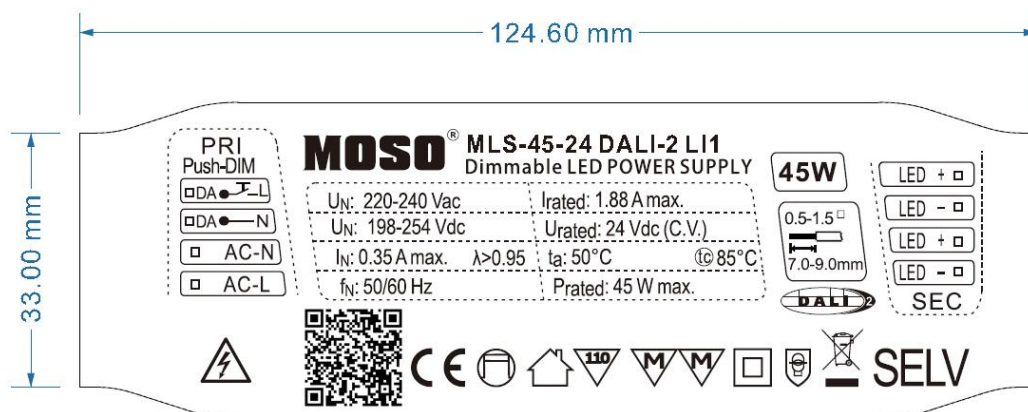 124.60 mm
33.00 mm
PRI
Push-DIM
DA L
DA N
AC-N
AC-L
MOSO® MLS-45-24 DALI-2 LI1
Dimmable LED POWER SUPPLY
UN: 220-240 Vac
Irated: 1.88 A max.
UN: 198-254 Vdc
Urated: 24 Vdc (C.V.)
IN: 0.35 A max. λ>0.95
ta: 50°C tc 85°C
fN: 50/60 Hz
Prated: 45 W max.
45W
0.5-1.5
7.0-9.0mm
DALI 2
LED +
LED -
LED +
LED -
SEC
CE
110
M
M
SELV